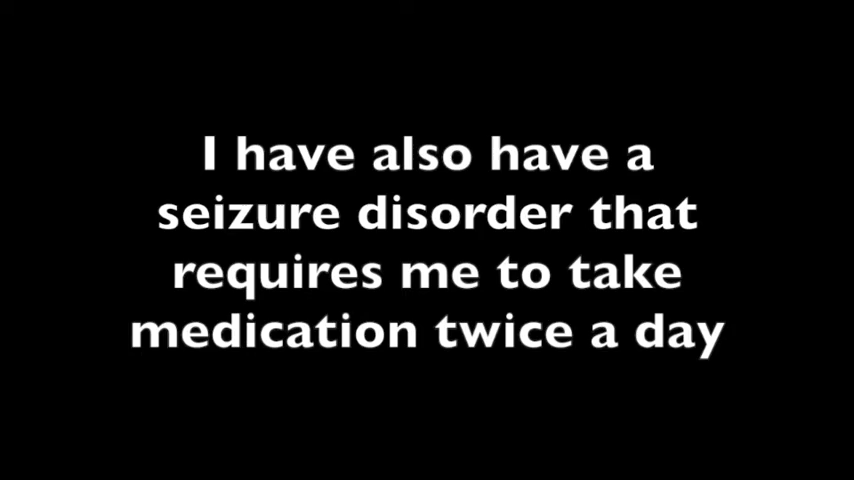 I have also have a
seizure disorder that
requires me to take
medication twice a day